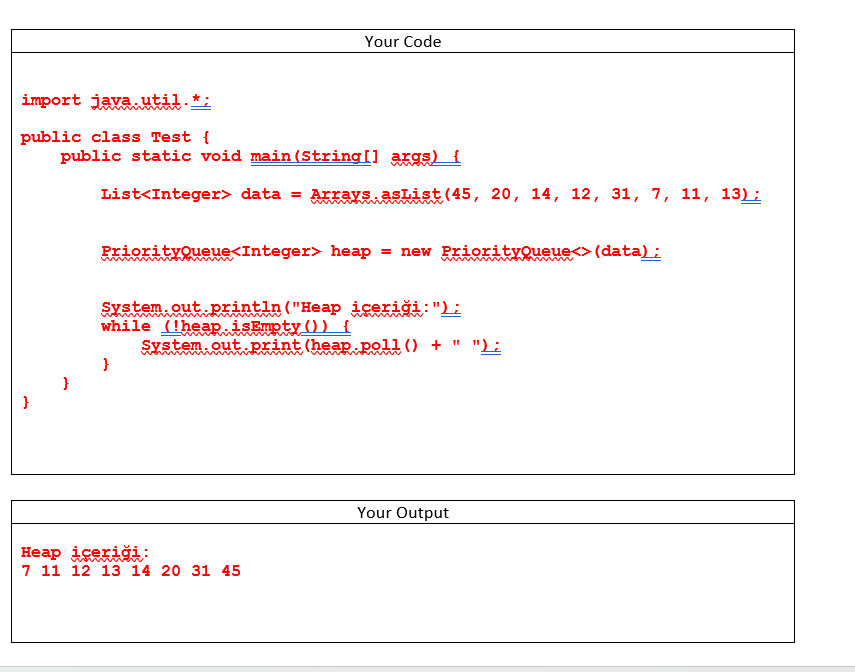 Your Code
import java.util.*;
public class Test {
public static void main(String[] args) {
List<Integer> data = Arrays.asList(45, 20, 14, 12, 31, 7, 11, 13);
PriorityQueue<Integer> heap = new PriorityQueue<>(data);
System.out.println("Heap içeriği:");
while (!heap.isEmpty()) {
System.out.print(heap.poll() + " ");
}
}
}
Your Output
Heap içeriği:
7 11 12 13 14 20 31 45